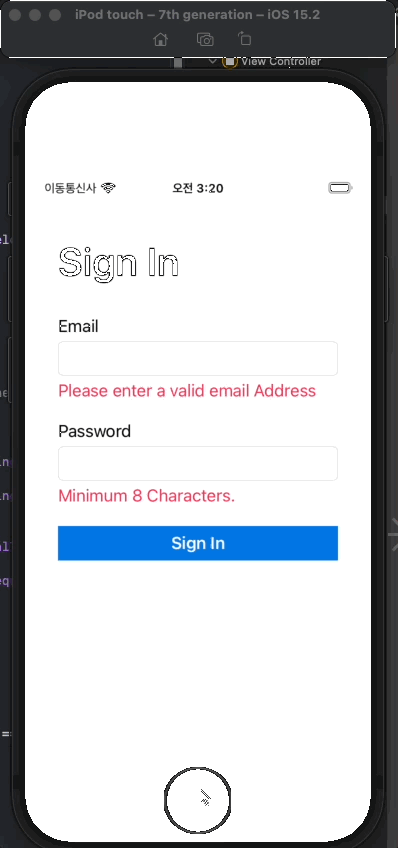 iPod touch – 7th generation – iOS 15.2
View Controller
이동통신사
오전 3:20
Sign In
Email
Please enter a valid email Address
Password
Minimum 8 Characters.
Sign In
==